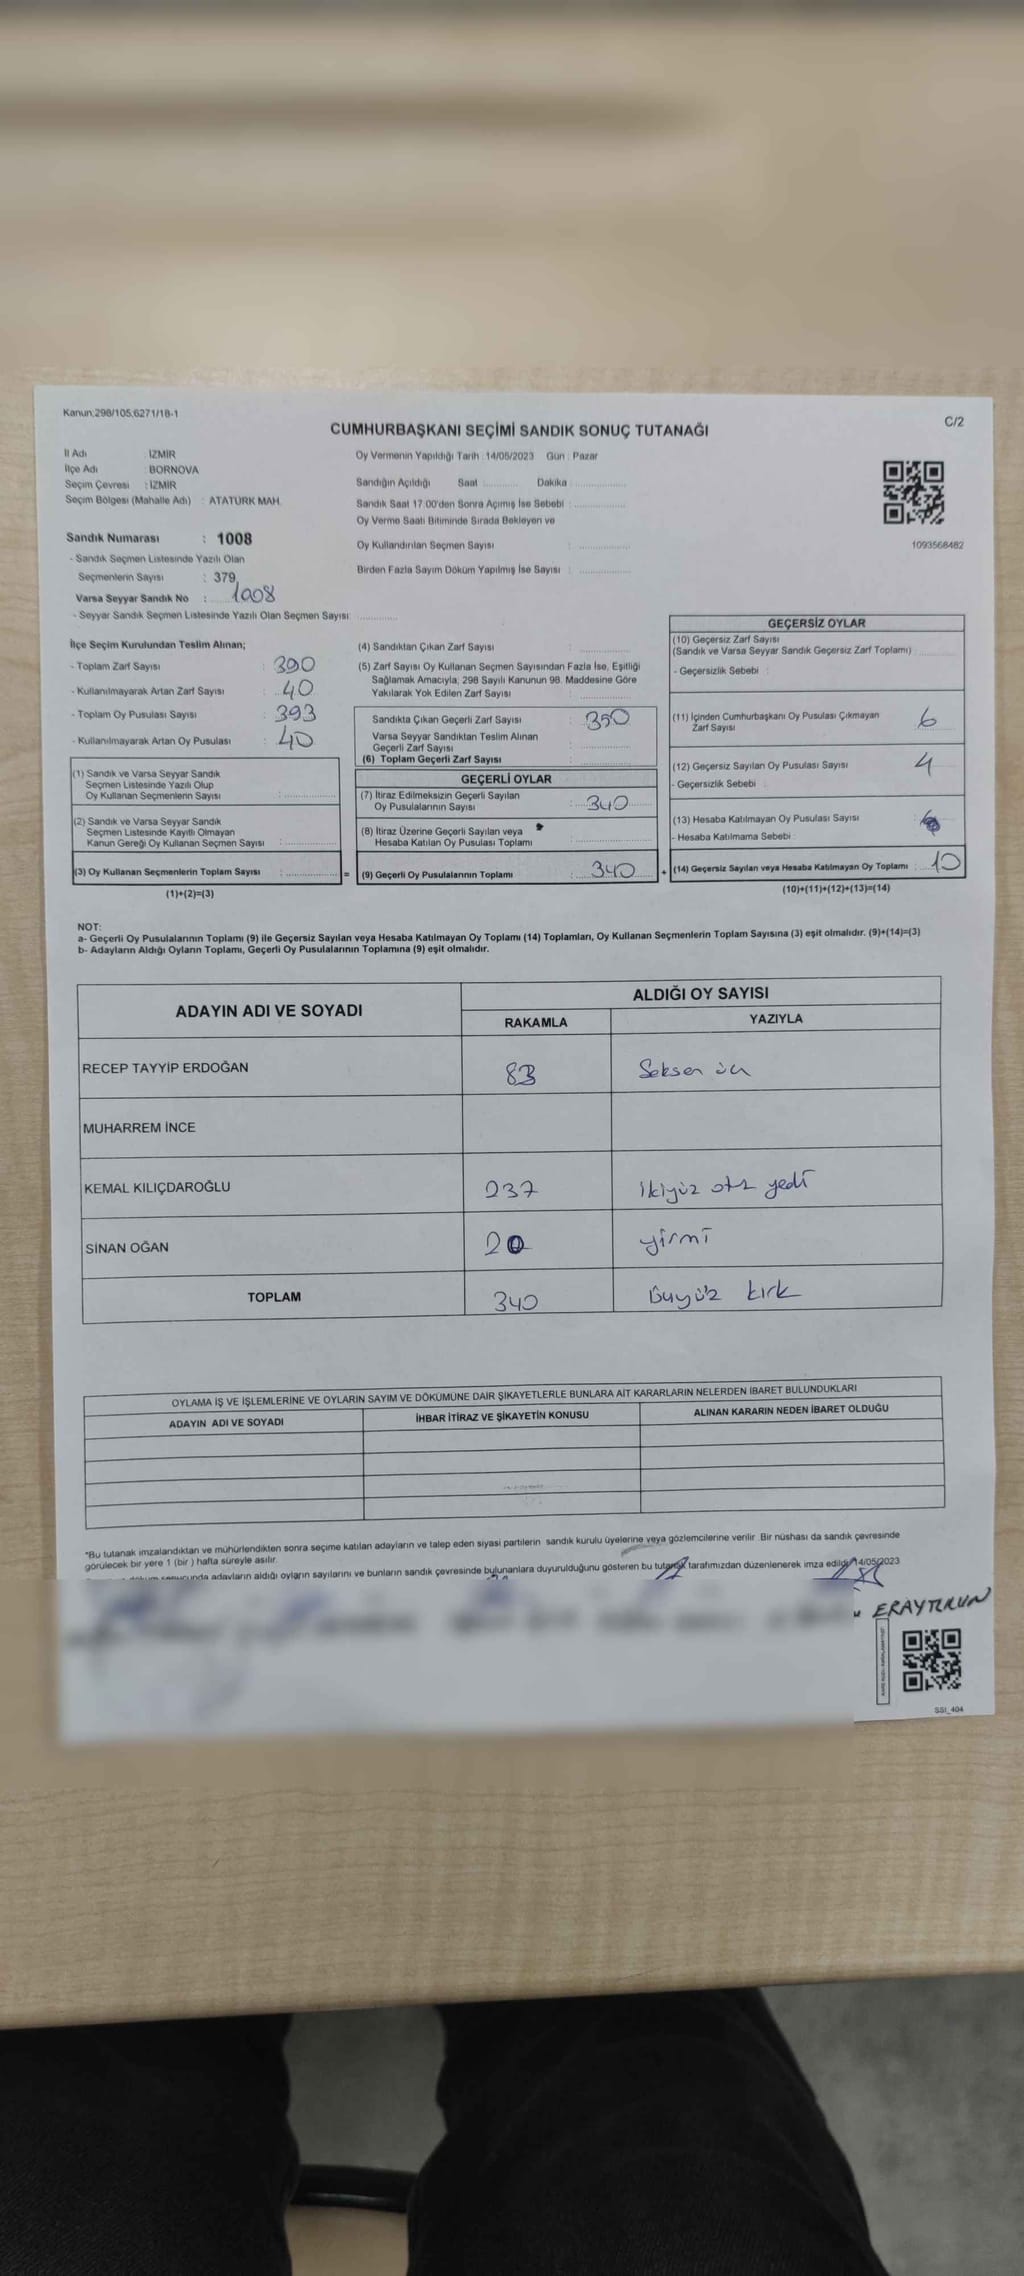 Kanun:298/105,6271/18-1
C/2
CUMHURBAŞKANI SEÇİMİ SANDIK SONUÇ TUTANAĞI
İl Adı : İZMİR
İlçe Adı : BORNOVA
Seçim Çevresi : İZMİR
Seçim Bölgesi (Mahalle Adı) : ATATÜRK MAH.
Sandık Numarası : 1008
- Sandık Seçmen Listesinde Yazılı Olan
Seçmenlerin Sayısı : 379
Varsa Seyyar Sandık No : 1008
- Seyyar Sandık Seçmen Listesinde Yazılı Olan Seçmen Sayısı :
Oy Vermenin Yapıldığı Tarih : 14/05/2023 Gün : Pazar
Sandığın Açıldığı Saat Dakika
Sandık Saat 17:00'den Sonra Açımış İse Sebebi :
Oy Verme Saati Bitiminde Sırada Bekleyen ve
Oy Kullandırılan Seçmen Sayısı :
Birden Fazla Sayım Döküm Yapılmış İse Sayısı :
1093568482
İlçe Seçim Kurulundan Teslim Alınan;
- Toplam Zarf Sayısı : 390
- Kullanılmayarak Artan Zarf Sayısı : 40
- Toplam Oy Pusulası Sayısı : 393
- Kullanılmayarak Artan Oy Pusulası : 40
(1) Sandık ve Varsa Seyyar Sandık
Seçmen Listesinde Yazılı Olup
Oy Kullanan Seçmenlerin Sayısı :
(2) Sandık ve Varsa Seyyar Sandık
Seçmen Listesinde Kayıtlı Olmayan
Kanun Gereği Oy Kullanan Seçmen Sayısı :
(3) Oy Kullanan Seçmenlerin Toplam Sayısı : =
(1)+(2)=(3)
(4) Sandıktan Çıkan Zarf Sayısı :
(5) Zarf Sayısı Oy Kullanan Seçmen Sayısından Fazla İse, Eşitliği
Sağlamak Amacıyla; 298 Sayılı Kanunun 98. Maddesine Göre
Yakılarak Yok Edilen Zarf Sayısı :
Sandıkta Çıkan Geçerli Zarf Sayısı : 350
Varsa Seyyar Sandıktan Teslim Alınan
Geçerli Zarf Sayısı :
(6) Toplam Geçerli Zarf Sayısı :
GEÇERLİ OYLAR
(7) İtiraz Edilmeksizin Geçerli Sayılan
Oy Pusulalarının Sayısı : 340
(8) İtiraz Üzerine Geçerli Sayılan veya
Hesaba Katılan Oy Pusulası Toplamı :
(9) Geçerli Oy Pusulalarının Toplamı : 340 +
GEÇERSİZ OYLAR
(10) Geçersiz Zarf Sayısı
(Sandık ve Varsa Seyyar Sandık Geçersiz Zarf Toplamı)
- Geçersizlik Sebebi :
(11) İçinden Cumhurbaşkanı Oy Pusulası Çıkmayan
Zarf Sayısı 6
(12) Geçersiz Sayılan Oy Pusulası Sayısı 4
- Geçersizlik Sebebi :
(13) Hesaba Katılmayan Oy Pusulası Sayısı
- Hesaba Katılmama Sebebi :
(14) Geçersiz Sayılan veya Hesaba Katılmayan Oy Toplamı : 10
(10)+(11)+(12)+(13)=(14)
NOT:
a- Geçerli Oy Pusulalarının Toplamı (9) ile Geçersiz Sayılan veya Hesaba Katılmayan Oy Toplamı (14) Toplamları, Oy Kullanan Seçmenlerin Toplam Sayısına (3) eşit olmalıdır. (9)+(14)=(3)
b- Adayların Aldığı Oyların Toplamı, Geçerli Oy Pusulalarının Toplamına (9) eşit olmalıdır.
ADAYIN ADI VE SOYADI
ALDIĞI OY SAYISI
RAKAMLA YAZIYLA
RECEP TAYYİP ERDOĞAN 83 Seksen üç
MUHARREM İNCE
KEMAL KILIÇDAROĞLU 237 ikiyüz otz yedi
SİNAN OĞAN 20 yirmi
TOPLAM 340 üçyüz kırk
OYLAMA İŞ VE İŞLEMLERİNE VE OYLARIN SAYIM VE DÖKÜMÜNE DAİR ŞİKAYETLERLE BUNLARA AİT KARARLARIN NELERDEN İBARET BULUNDUKLARI
ADAYIN ADI VE SOYADI İHBAR İTİRAZ VE ŞİKAYETİN KONUSU ALINAN KARARIN NEDEN İBARET OLDUĞU
*Bu tutanak imzalandıktan ve mühürlendikten sonra seçime katılan adayların ve talep eden siyasi partilerin sandık kurulu üyelerine veya gözlemcilerine verilir. Bir nüshası da sandık çevresinde
görülecek bir yere 1 (bir ) hafta süreyle asılır.
adayların aldığı oyların sayılarını ve bunların sandık çevresinde bulunanlara duyurulduğunu gösteren bu tutanak tarafımızdan düzenlenerek imza edildi. 14/05/2023
ERAYTURUN
SSI_404